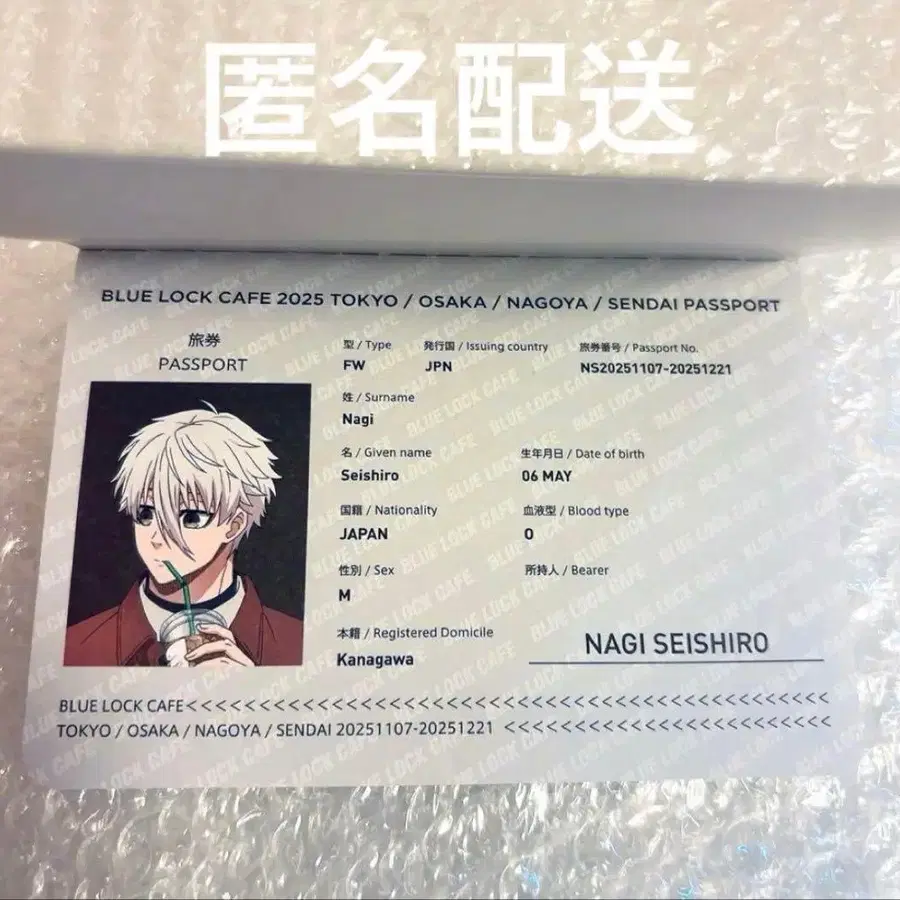 匿名配送
BLUE LOCK CAFE 2025 TOKYO / OSAKA / NAGOYA / SENDAI PASSPORT
旅券
PASSPORT
型 / Type 発行国 / Issuing country 旅券番号 / Passport No.
FW JPN NS20251107-20251221
姓 / Surname
Nagi
名 / Given name 生年月日 / Date of birth
Seishiro 06 MAY
国籍 / Nationality 血液型 / Blood type
JAPAN O
性別 / Sex 所持人 / Bearer
M
本籍 / Registered Domicile
Kanagawa
NAGI SEISHIRO
BLUE LOCK CAFE<<<<<<<<<<<<<<<<<<<<<<<<<<<<<<<<<<<<<<<<<<<<
TOKYO / OSAKA / NAGOYA / SENDAI 20251107-20251221 <<<<<<<<<<<<<<<<<<<<<<<<<<<